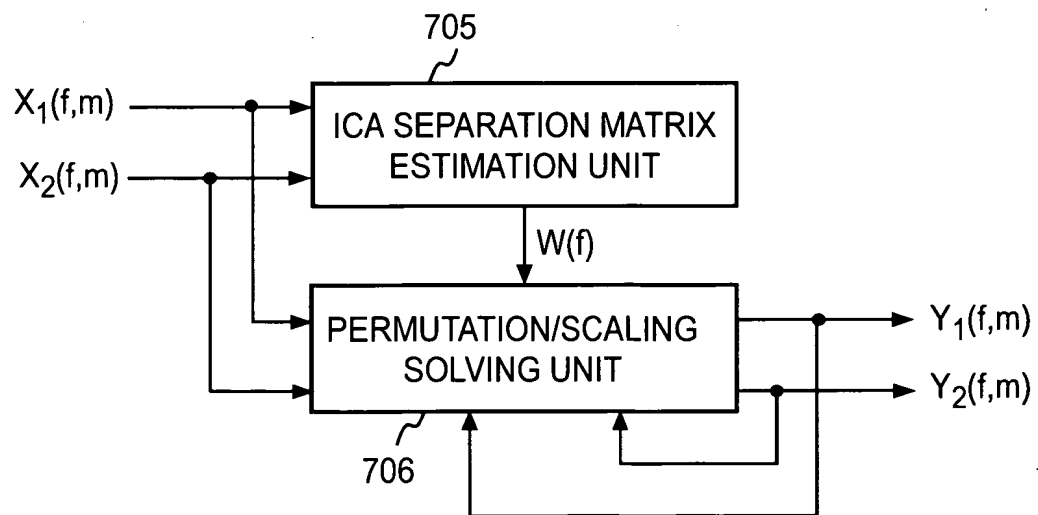 705
X1(f,m)
ICA SEPARATION MATRIX
ESTIMATION UNIT
X2(f,m)
W(f)
PERMUTATION/SCALING
SOLVING UNIT
Y1(f,m)
Y2(f,m)
706